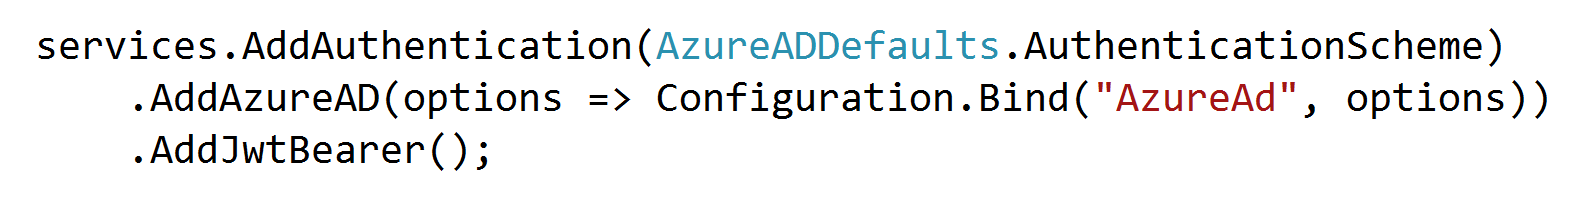 services.AddAuthentication(AzureADDefaults.AuthenticationScheme)
.AddAzureAD(options => Configuration.Bind("AzureAd", options))
.AddJwtBearer();